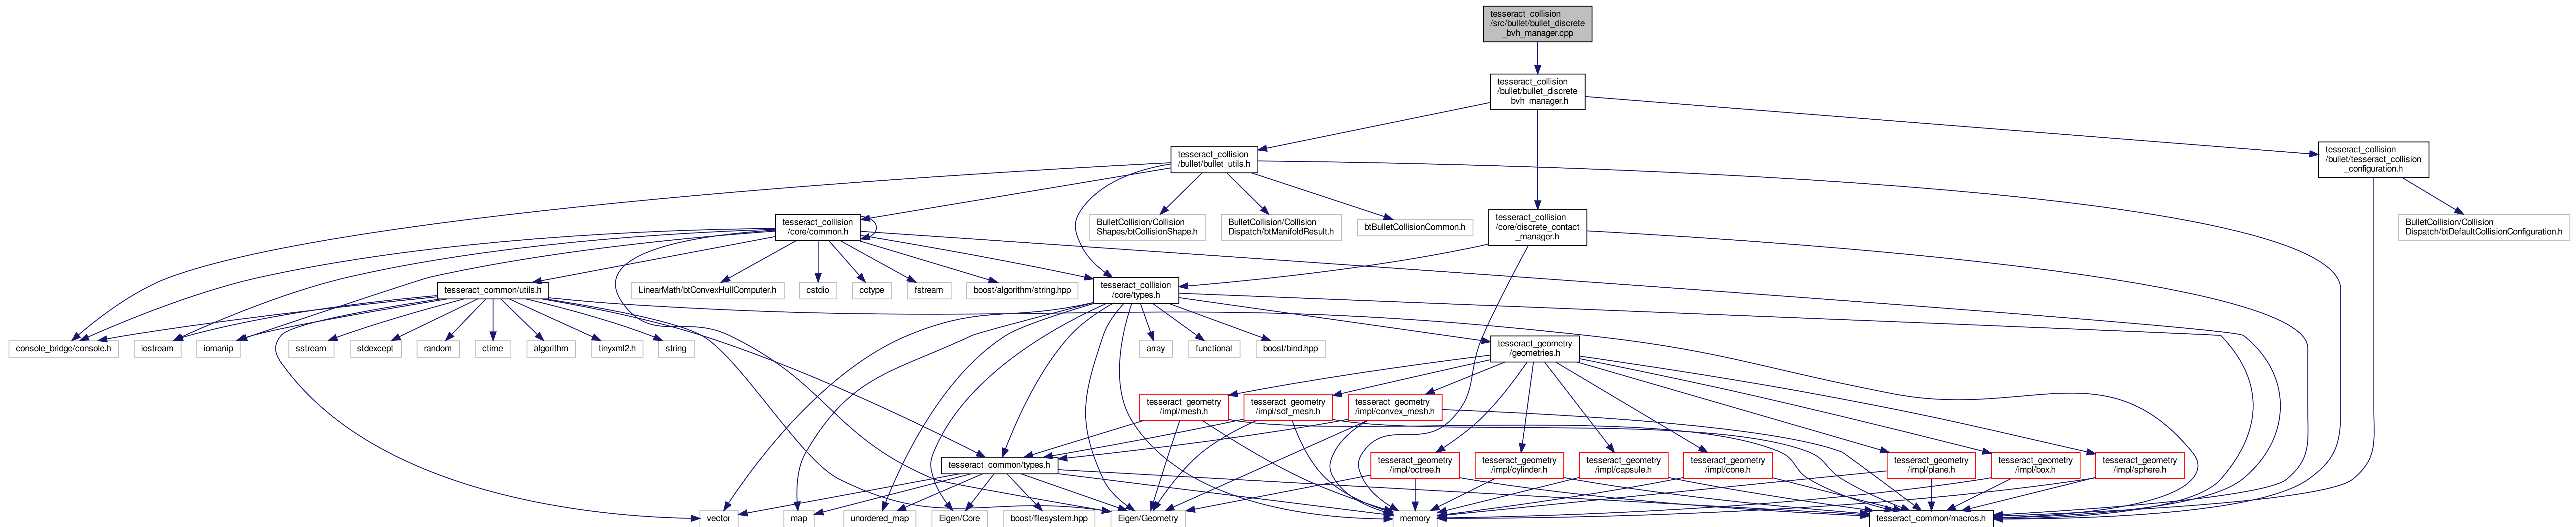 tesseract_collision
/src/bullet/bullet_discrete
_bvh_manager.cpp
tesseract_collision
/bullet/bullet_discrete
_bvh_manager.h
tesseract_collision
/bullet/bullet_utils.h
tesseract_collision
/bullet/tesseract_collision
_configuration.h
tesseract_collision
/core/common.h
BulletCollision/Collision
Shapes/btCollisionShape.h
BulletCollision/Collision
Dispatch/btManifoldResult.h
btBulletCollisionCommon.h
tesseract_collision
/core/discrete_contact
_manager.h
BulletCollision/Collision
Dispatch/btDefaultCollisionConfiguration.h
tesseract_common/utils.h
LinearMath/btConvexHullComputer.h
cstdio
cctype
fstream
boost/algorithm/string.hpp
tesseract_collision
/core/types.h
console_bridge/console.h
iostream
iomanip
sstream
stdexcept
random
ctime
algorithm
tinyxml2.h
string
array
functional
boost/bind.hpp
tesseract_geometry
/geometries.h
tesseract_geometry
/impl/mesh.h
tesseract_geometry
/impl/sdf_mesh.h
tesseract_geometry
/impl/convex_mesh.h
tesseract_common/types.h
tesseract_geometry
/impl/octree.h
tesseract_geometry
/impl/cylinder.h
tesseract_geometry
/impl/capsule.h
tesseract_geometry
/impl/cone.h
tesseract_geometry
/impl/plane.h
tesseract_geometry
/impl/box.h
tesseract_geometry
/impl/sphere.h
vector
map
unordered_map
Eigen/Core
boost/filesystem.hpp
Eigen/Geometry
memory
tesseract_common/macros.h